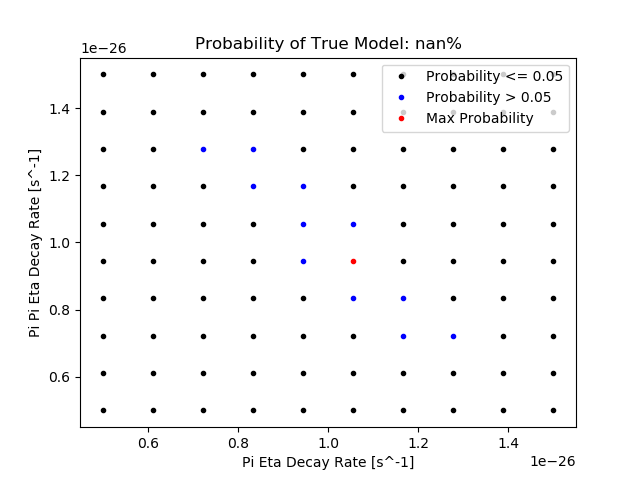 Probability of True Model: nan%
1e−26
Probability <= 0.05
Probability > 0.05
Max Probability
1.4
1.2
1.0
0.8
0.6
Pi Pi Eta Decay Rate [s^-1]
0.6 0.8 1.0 1.2 1.4
Pi Eta Decay Rate [s^-1]
1e−26